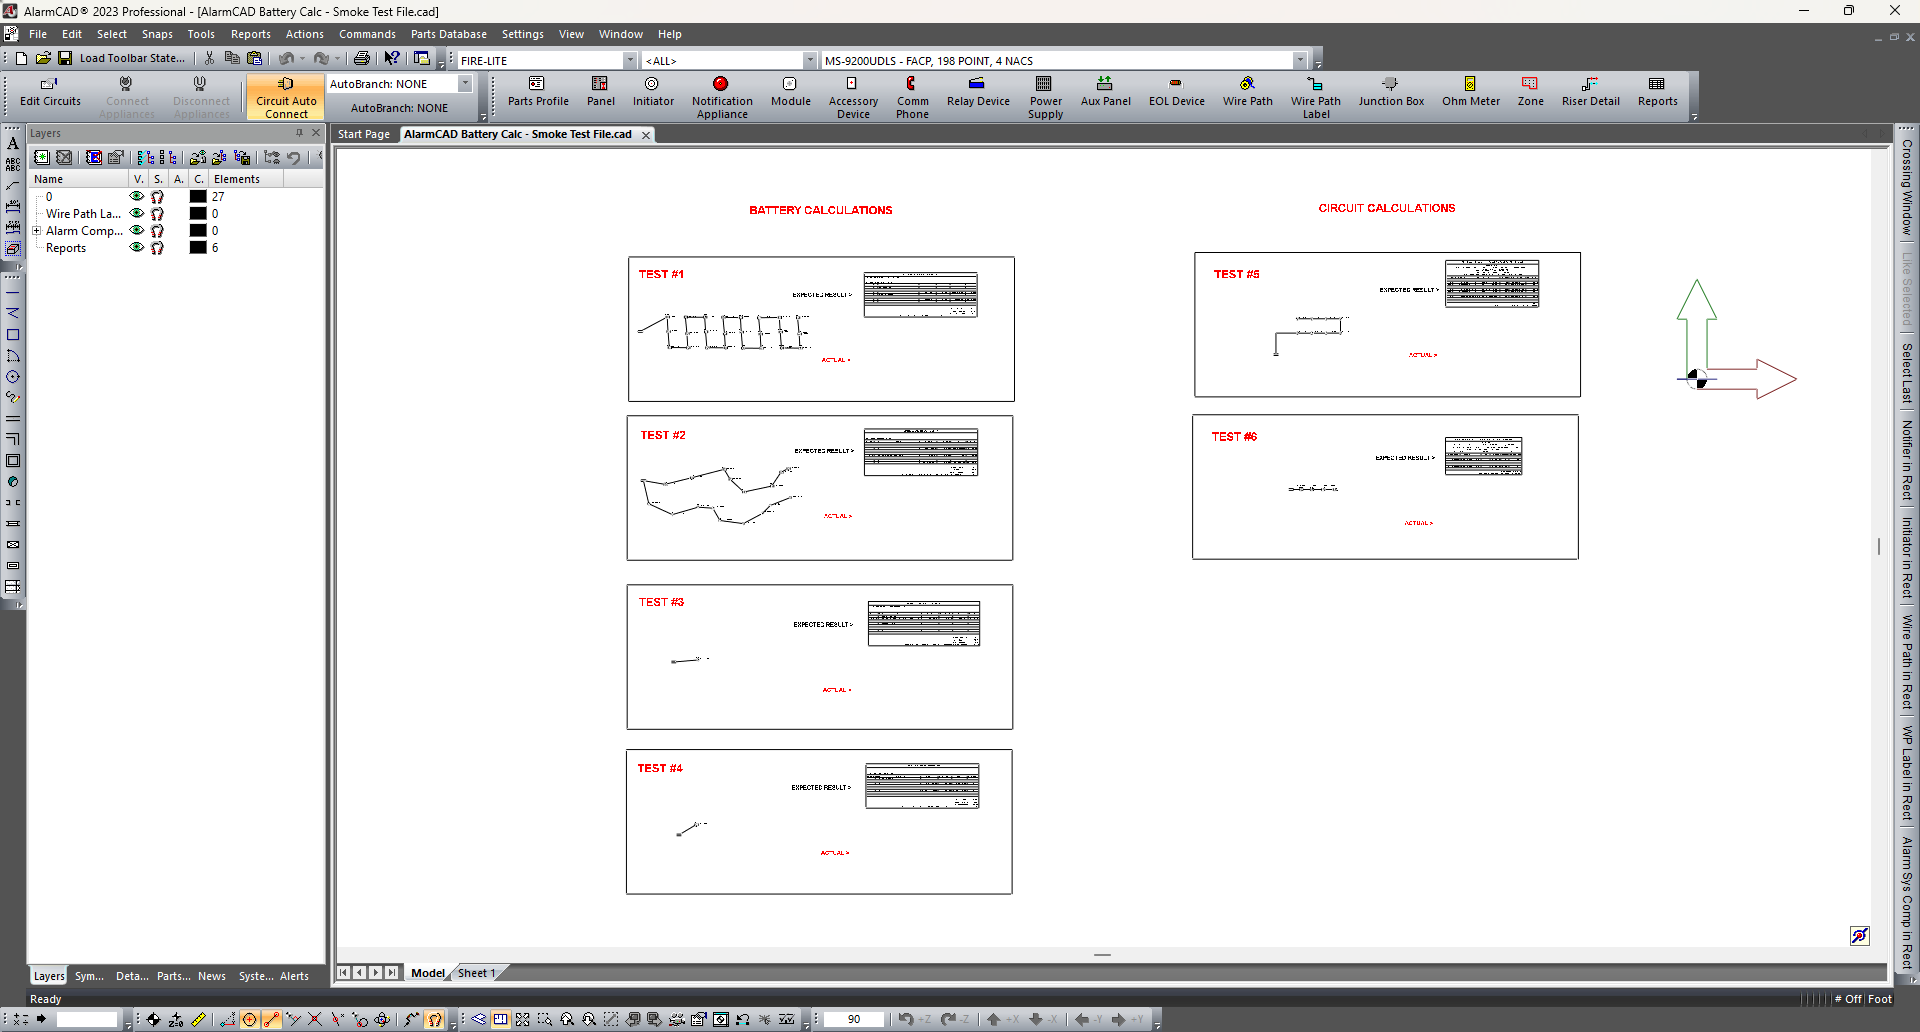 AlarmCAD® 2023 Professional - [AlarmCAD Battery Calc - Smoke Test File.cad]
File Edit Select Snaps Tools Reports Actions Commands Parts Database Settings View Window Help
Load Toolbar State... FIRE-LITE <ALL> MS-9200UDLS - FACP, 198 POINT, 4 NACS
Edit Circuits
Connect Appliances
Disconnect Appliances
Circuit Auto Connect
AutoBranch: NONE
AutoBranch: NONE
Parts Profile
Panel
Initiator
Notification Appliance
Module
Accessory Device
Comm Phone
Relay Device
Power Supply
Aux Panel
EOL Device
Wire Path
Wire Path Label
Junction Box
Ohm Meter
Zone
Riser Detail
Reports
Layers
Start Page
AlarmCAD Battery Calc - Smoke Test File.cad
Name V. S. A. C. Elements
0 27
Wire Path La... 0
Alarm Comp... 0
Reports 6
BATTERY CALCULATIONS
CIRCUIT CALCULATIONS
TEST #1
EXPECTED RESULT >
ACTUAL >
TEST #2
EXPECTED RESULT >
ACTUAL >
TEST #3
EXPECTED RESULT >
ACTUAL >
TEST #4
EXPECTED RESULT >
ACTUAL >
TEST #5
EXPECTED RESULT >
ACTUAL >
TEST #6
EXPECTED RESULT >
ACTUAL >
Crossing Window
Like Selected
Select Last
Notifier in Rect
Initiator in Rect
Wire Path in Rect
WP Label in Rect
Alarm Sys Comp in Rect
Layers Sym... Deta... Parts... News Syste... Alerts
Model Sheet 1
Ready
# Off Foot
90 +Z -Z +X -X -Y +Y